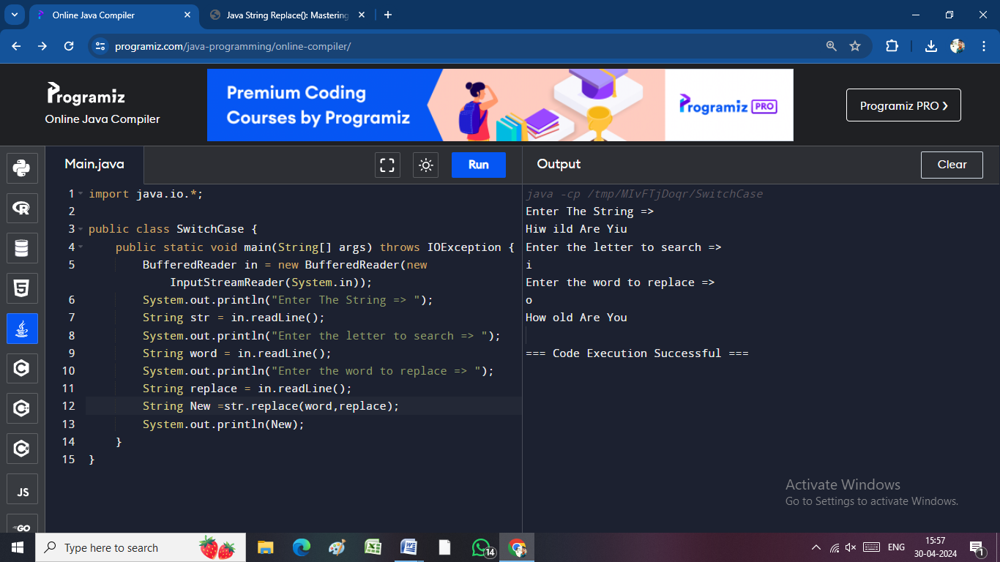 Online Java Compiler
Java String Replace(): Mastering
programiz.com/java-programming/online-compiler/
Programiz
Online Java Compiler
Premium Coding
Courses by Programiz
Programiz PRO
Programiz PRO ❯
Main.java
Run
Output
Clear
1 import java.io.*;
2
3 public class SwitchCase {
4 public static void main(String[] args) throws IOException {
5 BufferedReader in = new BufferedReader(new
InputStreamReader(System.in));
6 System.out.println("Enter The String => ");
7 String str = in.readLine();
8 System.out.println("Enter the letter to search => ");
9 String word = in.readLine();
10 System.out.println("Enter the word to replace => ");
11 String replace = in.readLine();
12 String New =str.replace(word,replace);
13 System.out.println(New);
14 }
15 }
java -cp /tmp/MIvFTjDoqr/SwitchCase
Enter The String =>
Hiw ild Are Yiu
Enter the letter to search =>
i
Enter the word to replace =>
o
How old Are You
=== Code Execution Successful ===
JS
GO
Activate Windows
Go to Settings to activate Windows.
Type here to search
14
ENG
15:57
30-04-2024
1